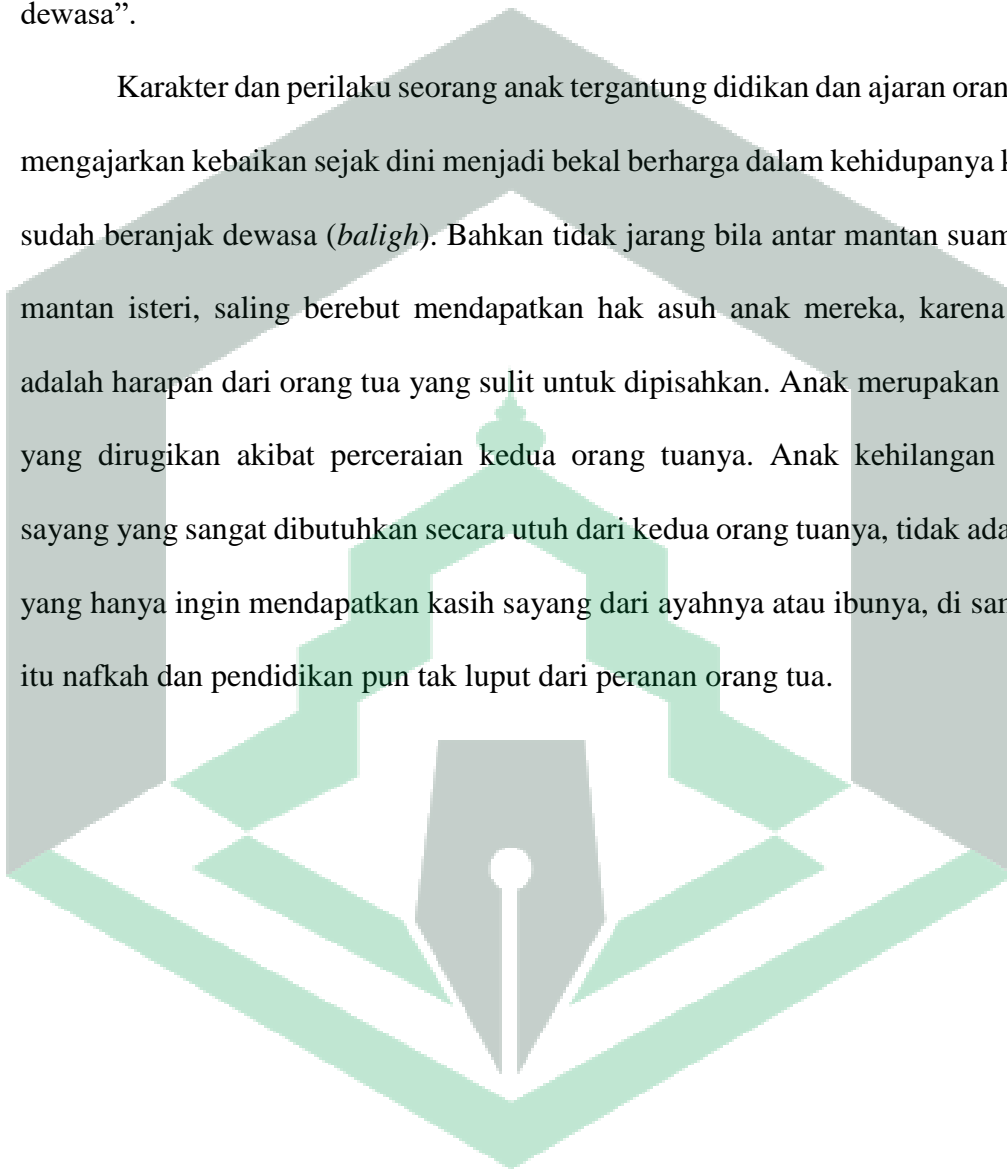 dewasa”.
Karakter dan perilaku seorang anak tergantung didikan dan ajaran oran
mengajarkan kebaikan sejak dini menjadi bekal berharga dalam kehidupanya
sudah beranjak dewasa (baligh). Bahkan tidak jarang bila antar mantan suam
mantan isteri, saling berebut mendapatkan hak asuh anak mereka, karena
adalah harapan dari orang tua yang sulit untuk dipisahkan. Anak merupakan
yang dirugikan akibat perceraian kedua orang tuanya. Anak kehilangan
sayang yang sangat dibutuhkan secara utuh dari kedua orang tuanya, tidak ada
yang hanya ingin mendapatkan kasih sayang dari ayahnya atau ibunya, di sam
itu nafkah dan pendidikan pun tak luput dari peranan orang tua.